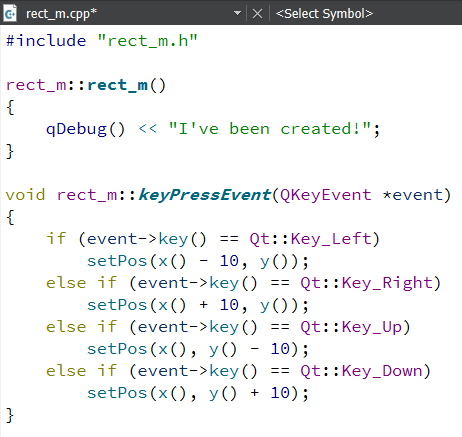 rect_m.cpp* <Select Symbol>
#include "rect_m.h"
rect_m::rect_m()
{
    qDebug() << "I've been created!";
}
void rect_m::keyPressEvent(QKeyEvent *event)
{
    if (event->key() == Qt::Key_Left)
        setPos(x() - 10, y());
    else if (event->key() == Qt::Key_Right)
        setPos(x() + 10, y());
    else if (event->key() == Qt::Key_Up)
        setPos(x(), y() - 10);
    else if (event->key() == Qt::Key_Down)
        setPos(x(), y() + 10);
}